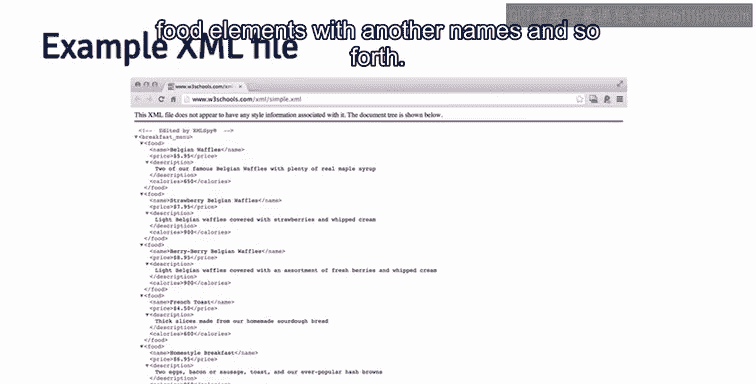 food elements with another names and so
forth.
Example XML file
www.w3schools.com/xml/simple.xml
This XML file does not appear to have any style information associated with it. The document tree is shown below.
<!-- Edited by XMLSpy® -->
▼<breakfast_menu>
▼<food>
<name>Belgian Waffles</name>
<price>$5.95</price>
▼<description>
Two of our famous Belgian Waffles with plenty of real maple syrup
</description>
<calories>650</calories>
</food>
▼<food>
<name>Strawberry Belgian Waffles</name>
<price>$7.95</price>
▼<description>
Light Belgian waffles covered with strawberries and whipped cream
</description>
<calories>900</calories>
</food>
▼<food>
<name>Berry-Berry Belgian Waffles</name>
<price>$8.95</price>
▼<description>
Light Belgian waffles covered with an assortment of fresh berries and whipped cream
</description>
<calories>900</calories>
</food>
▼<food>
<name>French Toast</name>
<price>$4.50</price>
▼<description>
Thick slices made from our homemade sourdough bread
</description>
<calories>600</calories>
</food>
▼<food>
<name>Homestyle Breakfast</name>
<price>$6.95</price>
▼<description>
Two eggs, bacon or sausage, toast, and our ever-popular hash browns
</description>